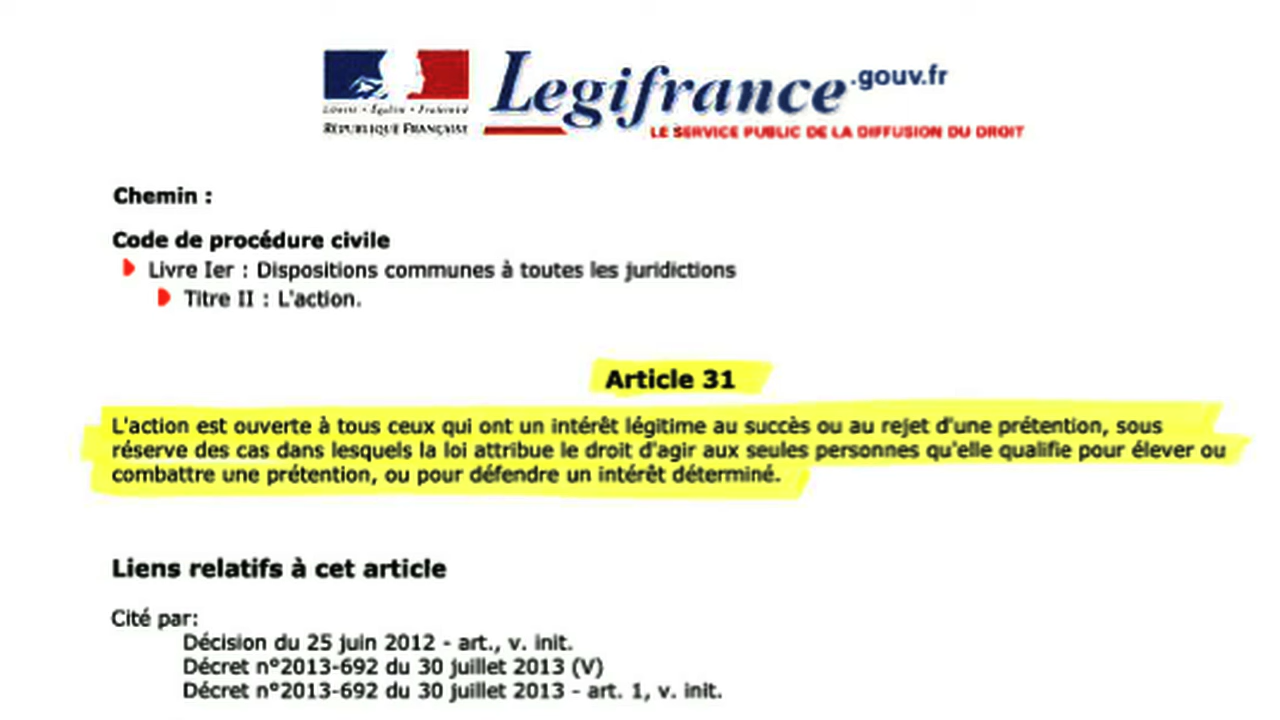 Legifrance.gouv.fr
Liberté • Égalité • Fraternité
RÉPUBLIQUE FRANÇAISE
LE SERVICE PUBLIC DE LA DIFFUSION DU DROIT
Chemin :
Code de procédure civile
Livre Ier : Dispositions communes à toutes les juridictions
Titre II : L'action.
Article 31
L'action est ouverte à tous ceux qui ont un intérêt légitime au succès ou au rejet d'une prétention, sous
réserve des cas dans lesquels la loi attribue le droit d'agir aux seules personnes qu'elle qualifie pour élever ou
combattre une prétention, ou pour défendre un intérêt déterminé.
Liens relatifs à cet article
Cité par:
Décision du 25 juin 2012 - art., v. init.
Décret n°2013-692 du 30 juillet 2013 (V)
Décret n°2013-692 du 30 juillet 2013 - art. 1, v. init.